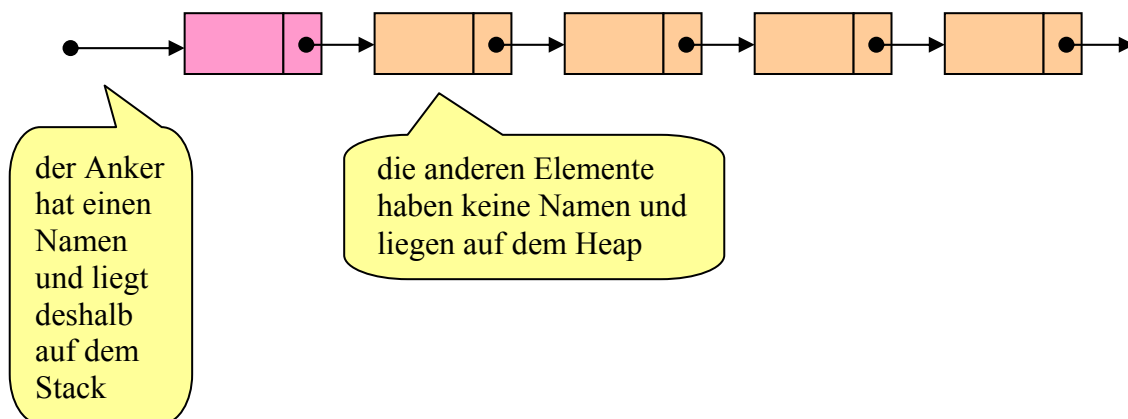 der Anker
hat einen
Namen
und liegt
deshalb
auf dem
Stack
die anderen Elemente
haben keine Namen und
liegen auf dem Heap